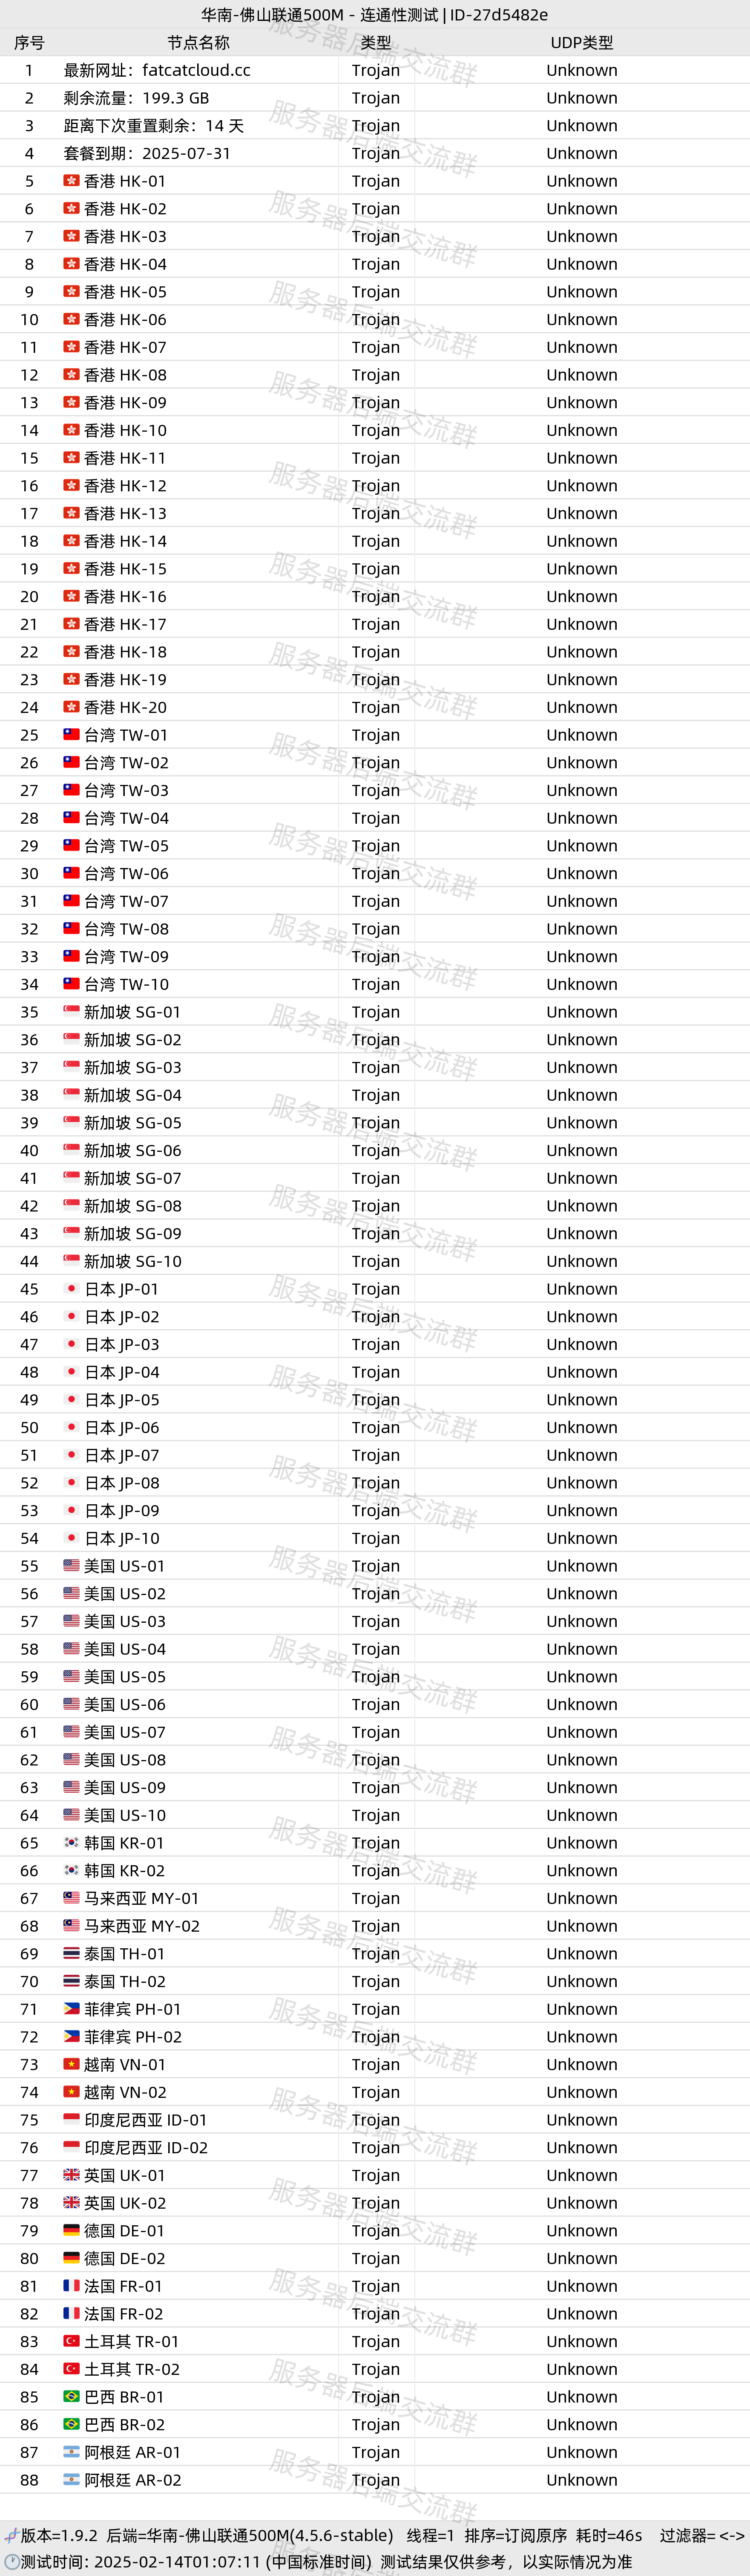 华南-佛山联通500M - 连通性测试 | ID-27d5482e
序号 节点名称 类型 UDP类型
1 最新网址：fatcatcloud.cc Trojan Unknown
2 剩余流量：199.3 GB Trojan Unknown
3 距离下次重置剩余：14 天 Trojan Unknown
4 套餐到期：2025-07-31 Trojan Unknown
5 香港 HK-01 Trojan Unknown
6 香港 HK-02 Trojan Unknown
7 香港 HK-03 Trojan Unknown
8 香港 HK-04 Trojan Unknown
9 香港 HK-05 Trojan Unknown
10 香港 HK-06 Trojan Unknown
11 香港 HK-07 Trojan Unknown
12 香港 HK-08 Trojan Unknown
13 香港 HK-09 Trojan Unknown
14 香港 HK-10 Trojan Unknown
15 香港 HK-11 Trojan Unknown
16 香港 HK-12 Trojan Unknown
17 香港 HK-13 Trojan Unknown
18 香港 HK-14 Trojan Unknown
19 香港 HK-15 Trojan Unknown
20 香港 HK-16 Trojan Unknown
21 香港 HK-17 Trojan Unknown
22 香港 HK-18 Trojan Unknown
23 香港 HK-19 Trojan Unknown
24 香港 HK-20 Trojan Unknown
25 台湾 TW-01 Trojan Unknown
26 台湾 TW-02 Trojan Unknown
27 台湾 TW-03 Trojan Unknown
28 台湾 TW-04 Trojan Unknown
29 台湾 TW-05 Trojan Unknown
30 台湾 TW-06 Trojan Unknown
31 台湾 TW-07 Trojan Unknown
32 台湾 TW-08 Trojan Unknown
33 台湾 TW-09 Trojan Unknown
34 台湾 TW-10 Trojan Unknown
35 新加坡 SG-01 Trojan Unknown
36 新加坡 SG-02 Trojan Unknown
37 新加坡 SG-03 Trojan Unknown
38 新加坡 SG-04 Trojan Unknown
39 新加坡 SG-05 Trojan Unknown
40 新加坡 SG-06 Trojan Unknown
41 新加坡 SG-07 Trojan Unknown
42 新加坡 SG-08 Trojan Unknown
43 新加坡 SG-09 Trojan Unknown
44 新加坡 SG-10 Trojan Unknown
45 日本 JP-01 Trojan Unknown
46 日本 JP-02 Trojan Unknown
47 日本 JP-03 Trojan Unknown
48 日本 JP-04 Trojan Unknown
49 日本 JP-05 Trojan Unknown
50 日本 JP-06 Trojan Unknown
51 日本 JP-07 Trojan Unknown
52 日本 JP-08 Trojan Unknown
53 日本 JP-09 Trojan Unknown
54 日本 JP-10 Trojan Unknown
55 美国 US-01 Trojan Unknown
56 美国 US-02 Trojan Unknown
57 美国 US-03 Trojan Unknown
58 美国 US-04 Trojan Unknown
59 美国 US-05 Trojan Unknown
60 美国 US-06 Trojan Unknown
61 美国 US-07 Trojan Unknown
62 美国 US-08 Trojan Unknown
63 美国 US-09 Trojan Unknown
64 美国 US-10 Trojan Unknown
65 韩国 KR-01 Trojan Unknown
66 韩国 KR-02 Trojan Unknown
67 马来西亚 MY-01 Trojan Unknown
68 马来西亚 MY-02 Trojan Unknown
69 泰国 TH-01 Trojan Unknown
70 泰国 TH-02 Trojan Unknown
71 菲律宾 PH-01 Trojan Unknown
72 菲律宾 PH-02 Trojan Unknown
73 越南 VN-01 Trojan Unknown
74 越南 VN-02 Trojan Unknown
75 印度尼西亚 ID-01 Trojan Unknown
76 印度尼西亚 ID-02 Trojan Unknown
77 英国 UK-01 Trojan Unknown
78 英国 UK-02 Trojan Unknown
79 德国 DE-01 Trojan Unknown
80 德国 DE-02 Trojan Unknown
81 法国 FR-01 Trojan Unknown
82 法国 FR-02 Trojan Unknown
83 土耳其 TR-01 Trojan Unknown
84 土耳其 TR-02 Trojan Unknown
85 巴西 BR-01 Trojan Unknown
86 巴西 BR-02 Trojan Unknown
87 阿根廷 AR-01 Trojan Unknown
88 阿根廷 AR-02 Trojan Unknown
版本=1.9.2 后端=华南-佛山联通500M(4.5.6-stable) 线程=1 排序=订阅原序 耗时=46s 过滤器= <->
测试时间: 2025-02-14T01:07:11 (中国标准时间) 测试结果仅供参考，以实际情况为准
服务器后端交流群